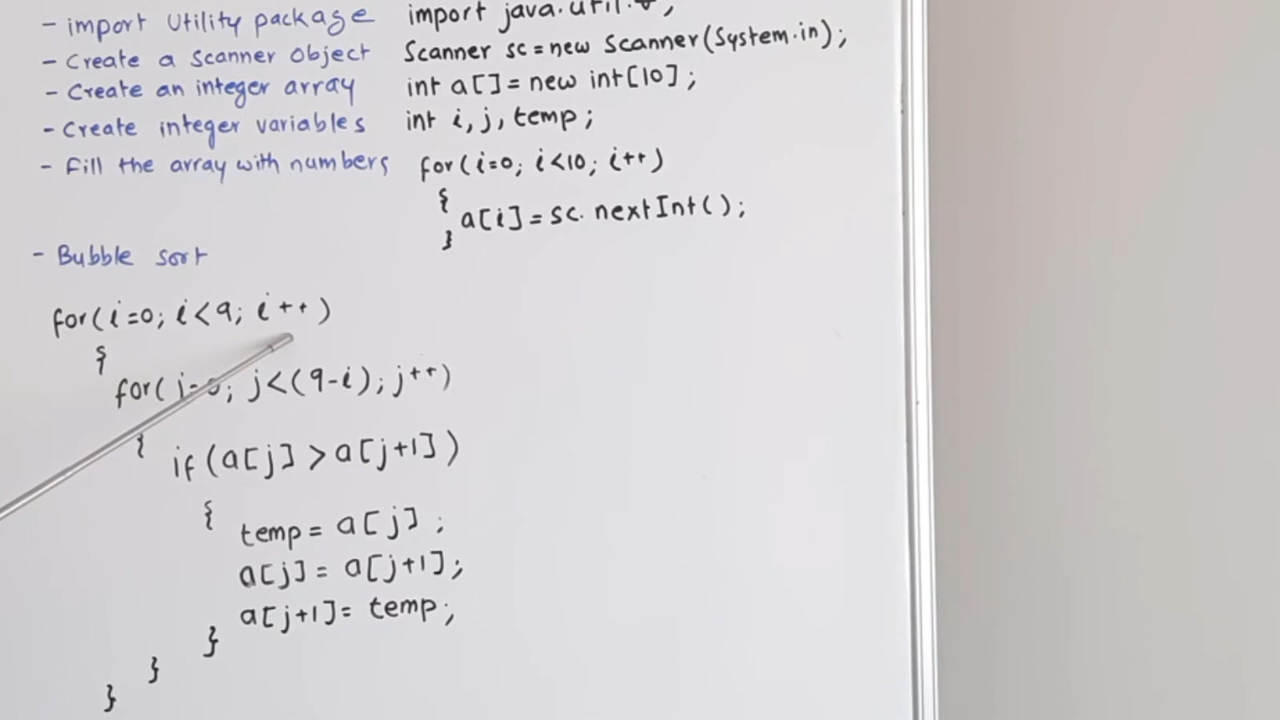 - import Utility package import java.util.*;
- Create a Scanner Object Scanner sc = new Scanner(System.in);
- Create an integer array int a[] = new int[10];
- Create integer variables int i, j, temp;
- Fill the array with numbers for(i=0; i<10; i++)
{
a[i] = sc.nextInt();
}
- Bubble sort
for(i=0; i<9; i++)
{
for( j=0; j<(9-i); j++)
{
if(a[j] > a[j+1])
{
temp = a[j];
a[j] = a[j+1];
a[j+1] = temp;
}
}
}